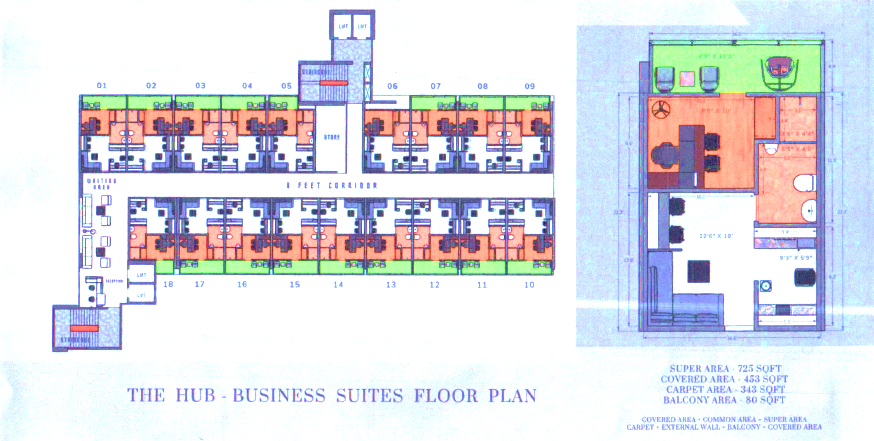 LIFT LIFT
STAIRCASE
01 02 03 04 05 06 07 08 09
STORE
WAITING AREA
8 FEET CORRIDOR
RECEPTION
LIFT
LIFT
18 17 16 15 14 13 12 11 10
STAIRCASE
12'6" X 10'
9'3" X 5'9"
THE HUB - BUSINESS SUITES FLOOR PLAN
SUPER AREA - 725 SQFT
COVERED AREA - 453 SQFT
CARPET AREA - 343 SQFT
BALCONY AREA - 80 SQFT
COVERED AREA + COMMON AREA = SUPER AREA
CARPET + EXTERNAL WALL + BALCONY = COVERED AREA